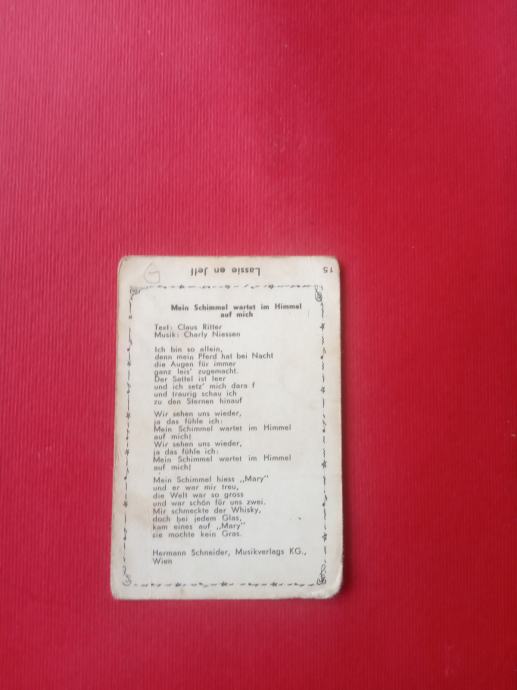 15
Lassie en Jeff
Mein Schimmel wartet im Himmel
auf mich
Text: Claus Ritter
Musik: Charly Niessen
Ich bin so allein,
denn mein Pferd hat bei Nacht
die Augen für immer
ganz leis' zugemacht.
Der Sattel ist leer
und ich setz' mich dara f
und traurig schau ich
zu den Sternen hinauf
Wir sehen uns wieder,
ja das fühle ich:
Mein Schimmel wartet im Himmel
auf mich!
Wir sehen uns wieder,
ja das fühle ich:
Mein Schimmel wartet im Himmel
auf mich!
Mein Schimmel hiess „Mary"
und er war mir treu,
die Welt war so gross
und war schön für uns zwei.
Mir schmeckte der Whisky,
doch bei jedem Glas,
kam eines auf „Mary"
sie mochte kein Gras.
Hermann Schneider, Musikverlags KG.,
Wien